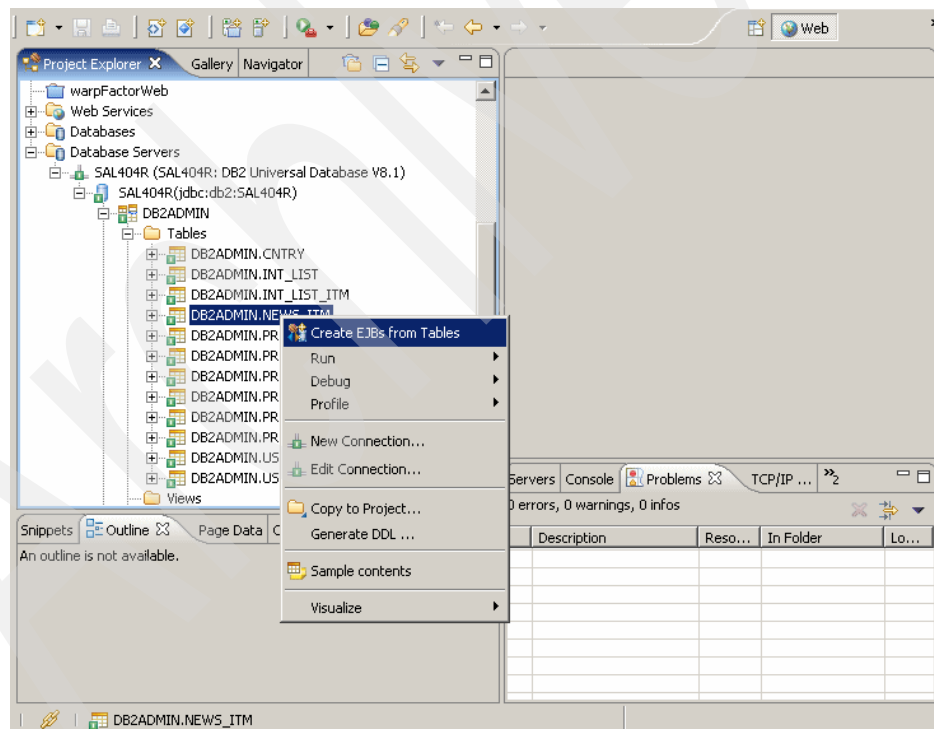 Web
Project Explorer Gallery Navigator
warpFactorWeb
Web Services
Databases
Database Servers
SAL404R (SAL404R: DB2 Universal Database V8.1)
SAL404R(jdbc:db2:SAL404R)
DB2ADMIN
Tables
DB2ADMIN.CNTRY
DB2ADMIN.INT_LIST
DB2ADMIN.INT_LIST_ITM
DB2ADMIN.NEWS_ITM
DB2ADMIN.PR
DB2ADMIN.PR
DB2ADMIN.PR
DB2ADMIN.PR
DB2ADMIN.PR
DB2ADMIN.PR
DB2ADMIN.US
DB2ADMIN.US
Views
Create EJBs from Tables
Run
Debug
Profile
New Connection...
Edit Connection...
Copy to Project...
Generate DDL ...
Sample contents
Visualize
Snippets Outline Page Data
An outline is not available.
Servers Console Problems TCP/IP ... »2
0 errors, 0 warnings, 0 infos
Description Reso... In Folder Lo...
DB2ADMIN.NEWS_ITM